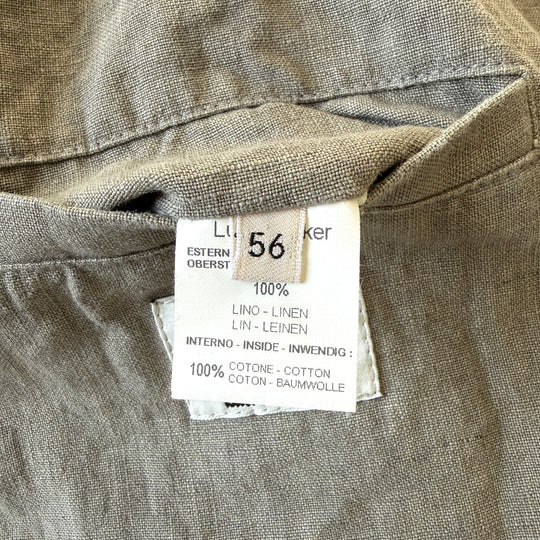 56
ESTERN
OBERST
100%
LINO - LINEN
LIN - LEINEN
INTERNO - INSIDE - INWENDIG :
100% COTONE - COTTON
COTON - BAUMWOLLE